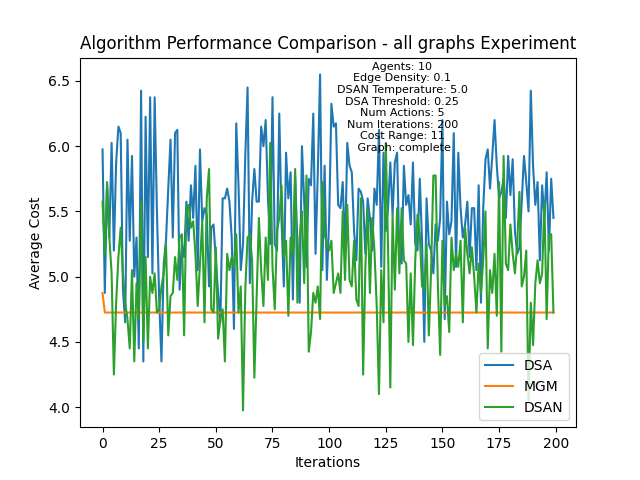 Algorithm Performance Comparison - all graphs Experiment
Agents: 10
Edge Density: 0.1
DSAN Temperature: 5.0
DSA Threshold: 0.25
Num Actions: 5
Num Iterations: 200
Cost Range: 11
Graph: complete
6.5
6.0
5.5
5.0
4.5
4.0
Average Cost
0
25
50
75
100
125
150
175
200
Iterations
DSA
MGM
DSAN